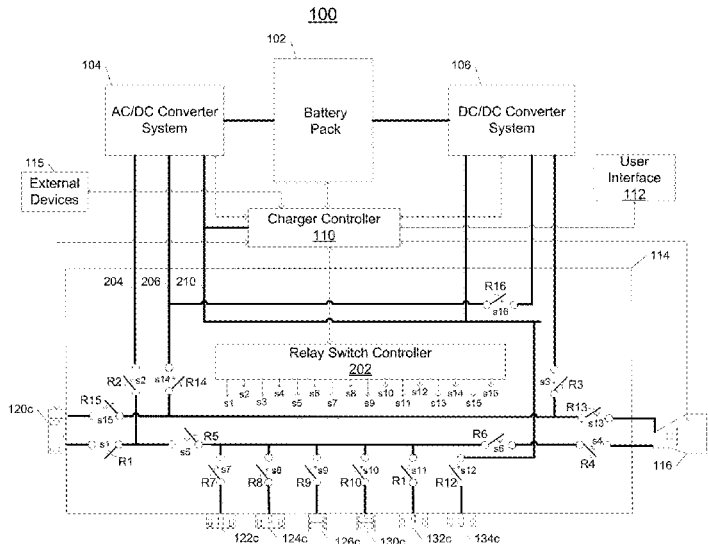 100
102
104
106
AC/DC Converter
System
Battery
Pack
DC/DC Converter
System
115
External
Devices
User
Interface
112
Charger Controller
110
114
204
206
210
R16
s16
Relay Switch Controller
202
s1 s2 s3 s4 s5 s6 s7 s8 s9 s10 s11 s12 s13 s14 s15 s16
R2
s2
s14
R14
s3
R3
R15
s15
R13
s13
120c
s1
R1
s5
R5
R6
s6
s4
R4
116
R7
s7
R8
s8
R9
s9
R10
s10
R1
s11
R12
s12
122c
124c
126c
130c
132c
134c